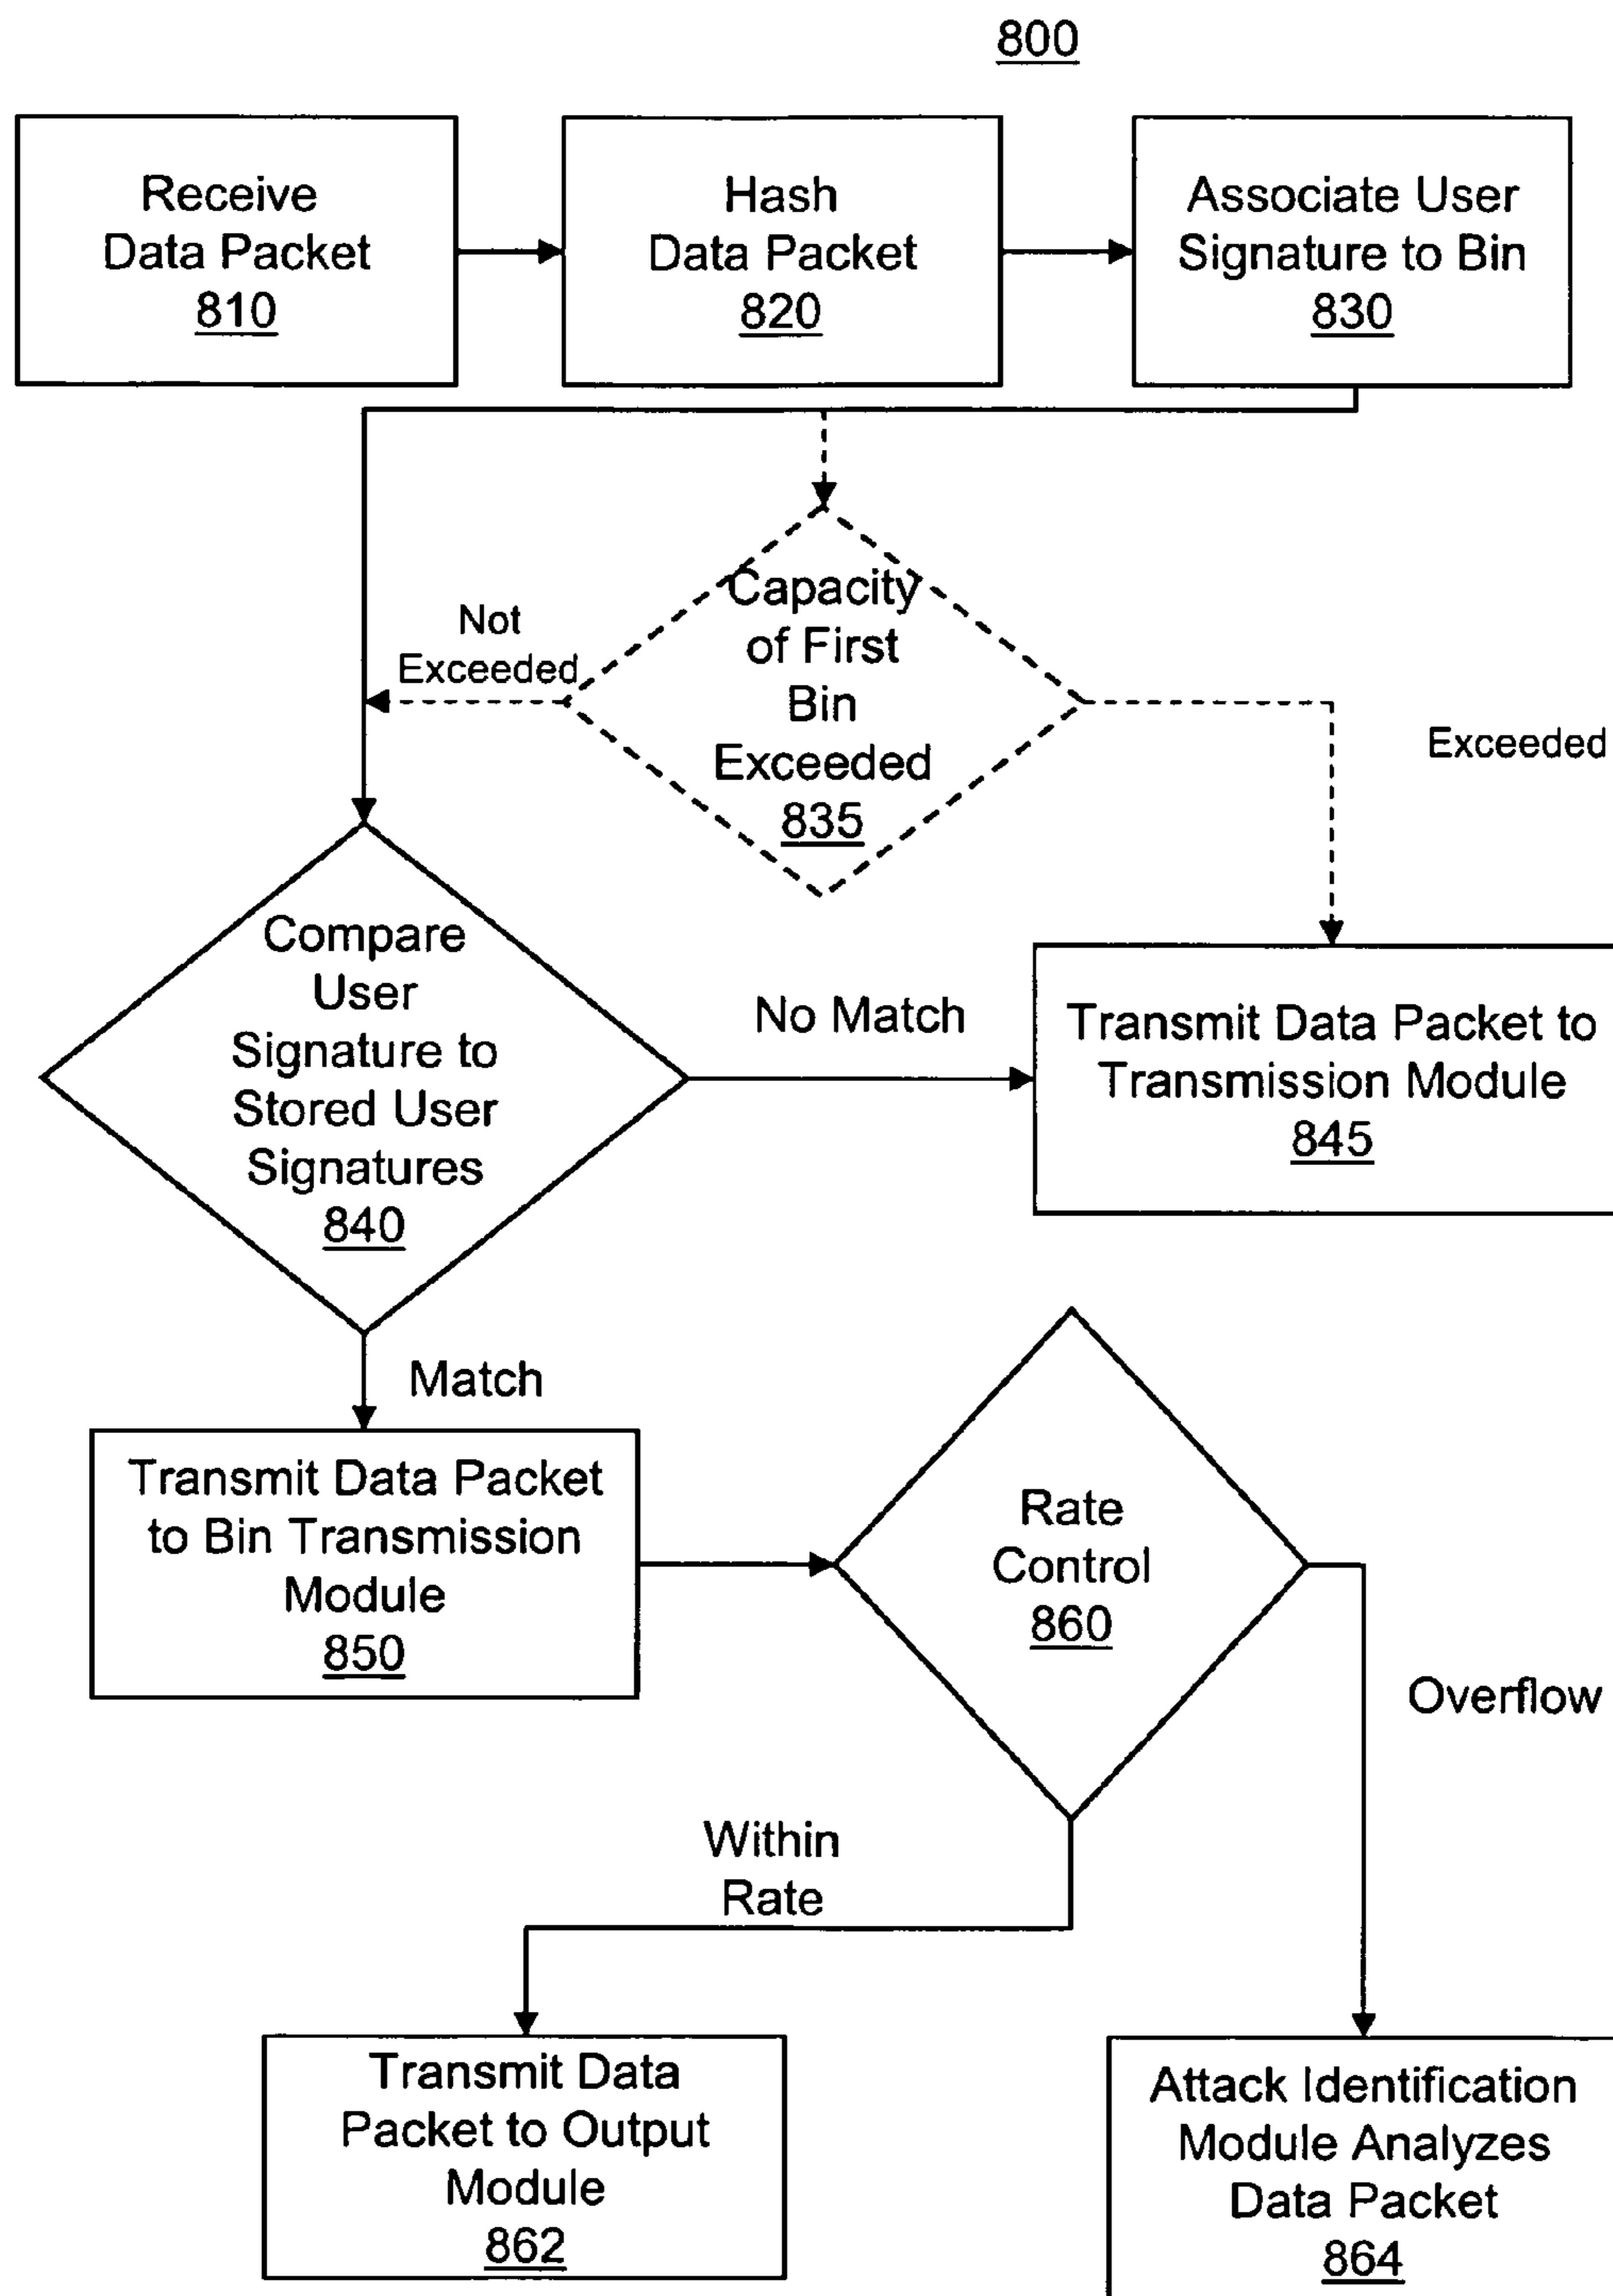 800
Receive
Data Packet
810
Hash
Data Packet
820
Associate User
Signature to Bin
830
Capacity
of First
Bin
Exceeded
835
Not
Exceeded
Exceeded
Compare
User
Signature to
Stored User
Signatures
840
No Match
Transmit Data Packet to
Transmission Module
845
Match
Transmit Data Packet
to Bin Transmission
Module
850
Rate
Control
860
Overflow
Within
Rate
Transmit Data
Packet to Output
Module
862
Attack Identification
Module Analyzes
Data Packet
864